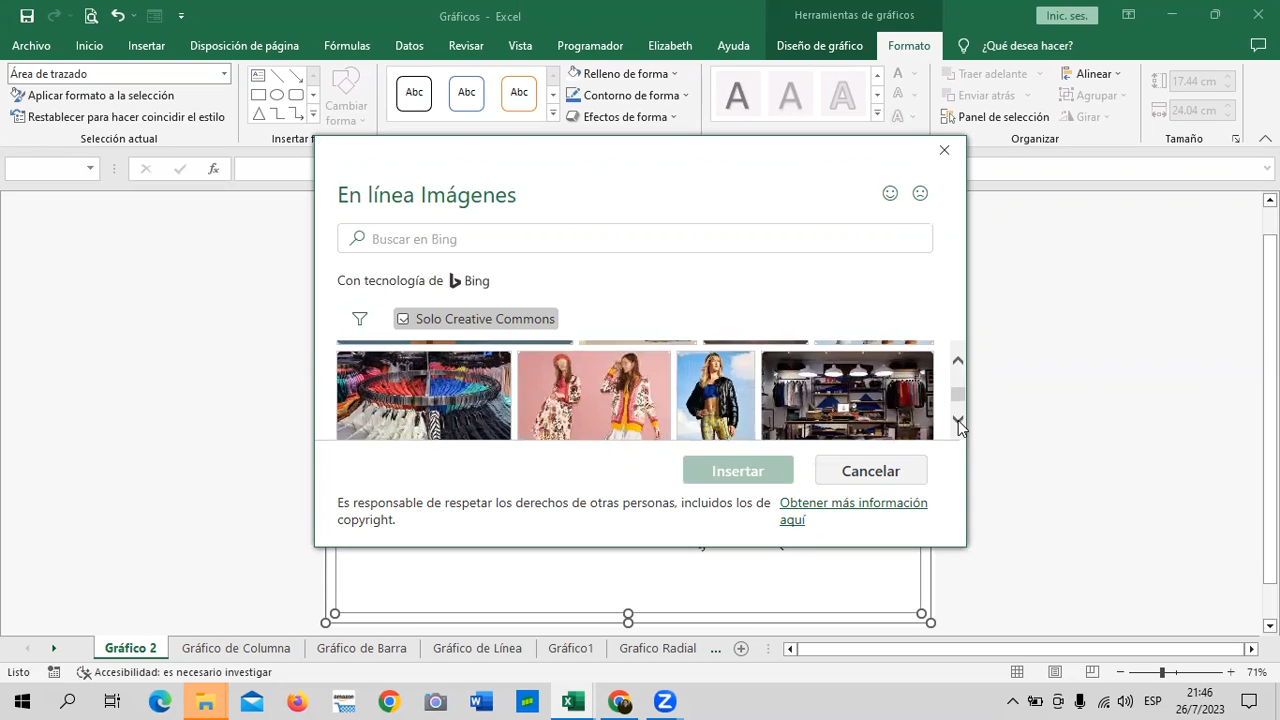 Gráficos - Excel
Herramientas de gráficos
Inic. ses.
Archivo Inicio Insertar Disposición de página Fórmulas Datos Revisar Vista Programador Elizabeth Ayuda Diseño de gráfico Formato ¿Qué desea hacer?
Área de trazado
Aplicar formato a la selección
Restablecer para hacer coincidir el estilo
Selección actual
Cambiar
forma
Insertar f
Abc Abc Abc
Relleno de forma
Contorno de forma
Efectos de forma
A A A
A
A
A
Traer adelante
Enviar atrás
Panel de selección
Alinear
Agrupar
Girar
Organizar
17.44 cm
24.04 cm
Tamaño
fx
En línea Imágenes
Buscar en Bing
Con tecnología de Bing
Solo Creative Commons
Insertar Cancelar
Es responsable de respetar los derechos de otras personas, incluidos los de
copyright.
Obtener más información
aquí
Gráfico 2 Gráfico de Columna Gráfico de Barra Gráfico de Línea Gráfico1 Grafico Radial ...
Listo Accesibilidad: es necesario investigar 71%
ESP
21:46
26/7/2023